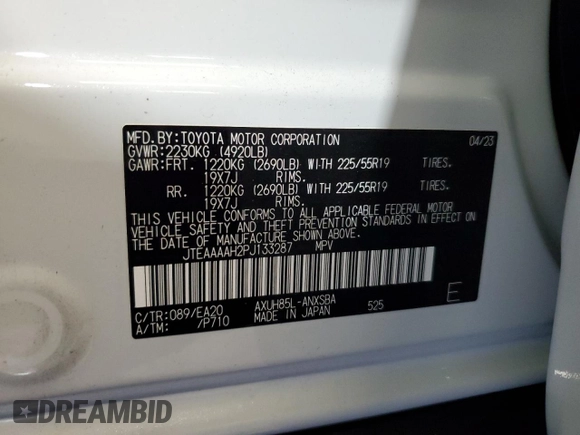 MFD.BY:TOYOTA MOTOR CORPORATION 04/23
GVWR:2230KG (4920LB)
GAWR:FRT. 1220KG (2690LB) WITH 225/55R19 TIRES.
19X7J RIMS.
RR. 1220KG (2690LB) WITH 225/55R19 TIRES.
19X7J RIMS.
THIS VEHICLE CONFORMS TO ALL APPLICABLE FEDERAL MOTOR
VEHICLE SAFETY AND THEFT PREVENTION STANDARDS IN EFFECT ON
THE DATE OF MANUFACTURE SHOWN ABOVE.
JTEAAAAH2PJ133287 MPV
C/TR:089/EA20 AXUH85L-ANXSBA 525 E
A/TM: /P710 MADE IN JAPAN
DREAMBID